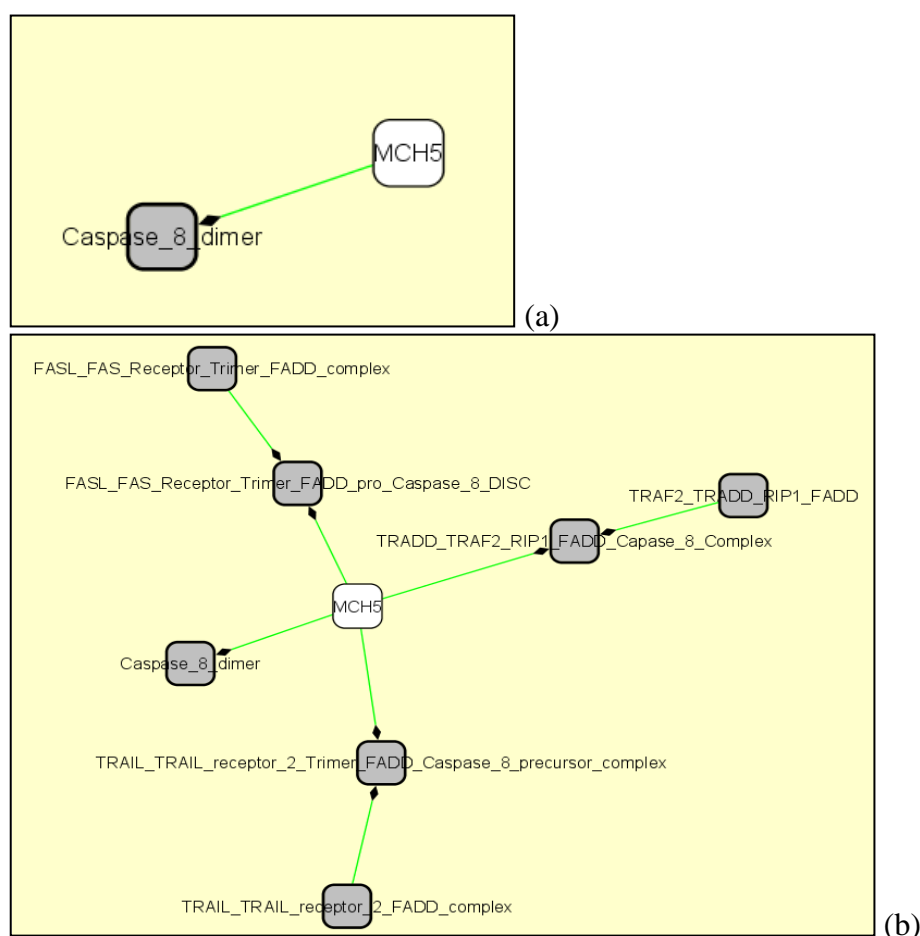 MCH5
Caspase_8_dimer
(a)
FASL_FAS_Receptor_Trimer_FADD_complex
FASL_FAS_Receptor_Trimer_FADD_pro_Caspase_8_DISC
TRAF2_TRADD_RIP1_FADD
TRADD_TRAF2_RIP1_FADD_Capase_8_Complex
MCH5
Caspase_8_dimer
TRAIL_TRAIL_receptor_2_Trimer_FADD_Caspase_8_precursor_complex
TRAIL_TRAIL_receptor_2_FADD_complex
(b)